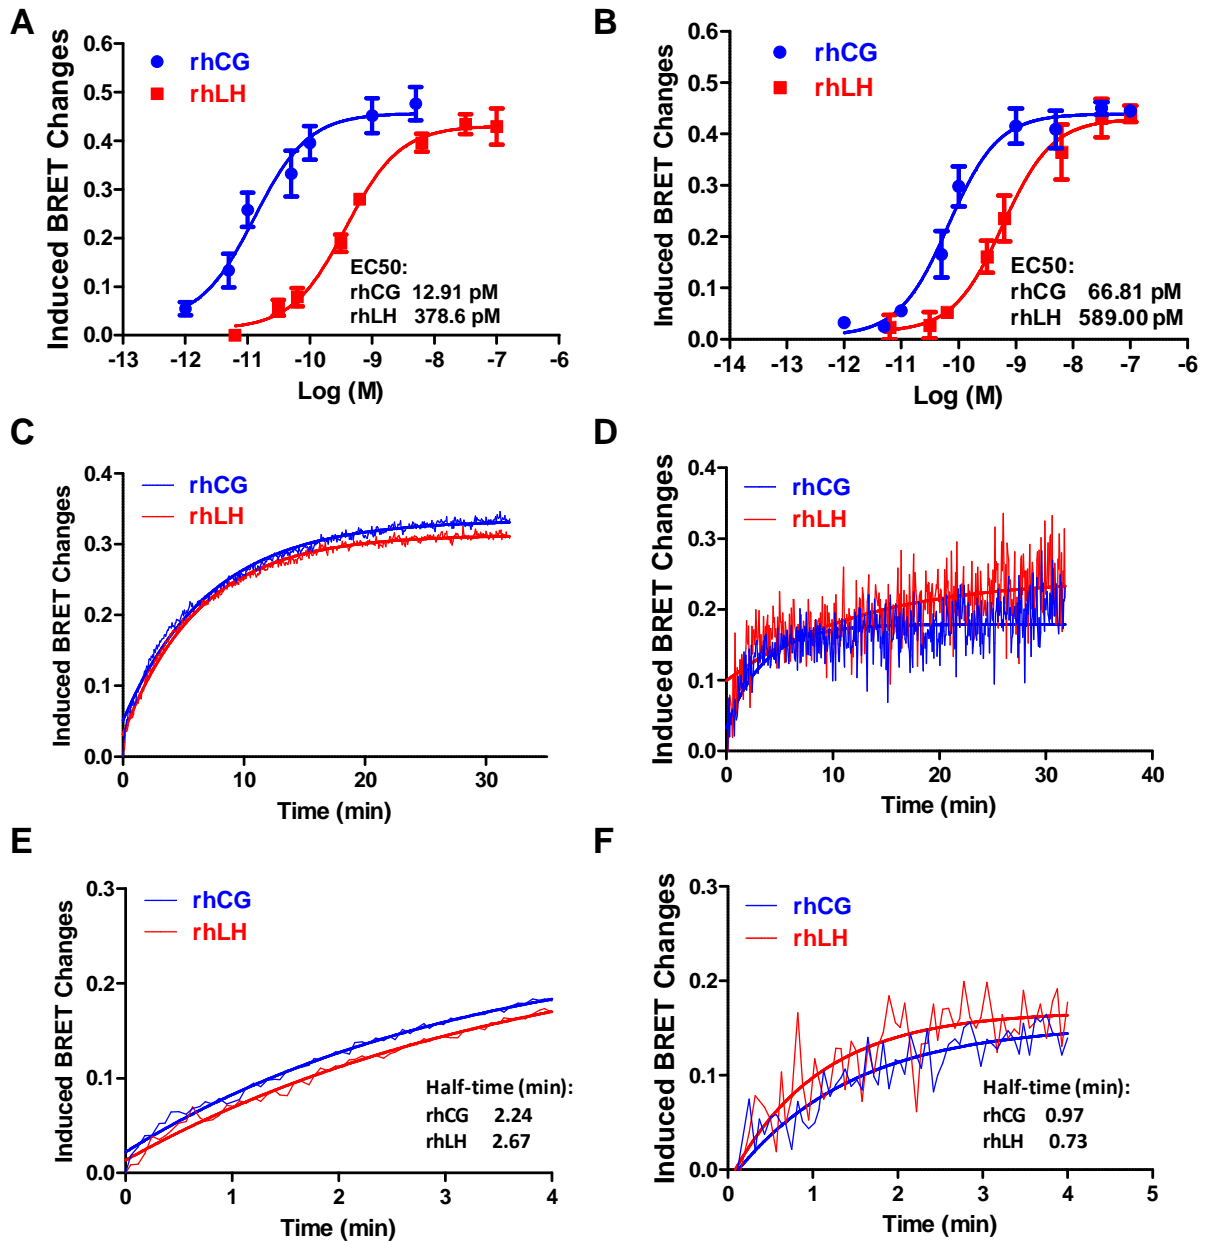 A
Induced BRET Changes
0.6
0.5
0.4
0.3
0.2
0.1
0.0
rhCG
rhLH
EC50:
rhCG 12.91 pM
rhLH 378.6 pM
-13 -12 -11 -10 -9 -8 -7 -6
Log (M)
B
Induced BRET Changes
0.6
0.5
0.4
0.3
0.2
0.1
0.0
rhCG
rhLH
EC50:
rhCG 66.81 pM
rhLH 589.00 pM
-14 -13 -12 -11 -10 -9 -8 -7 -6
Log (M)
C
Induced BRET Changes
0.4
0.3
0.2
0.1
0.0
rhCG
rhLH
0 10 20 30
Time (min)
D
Induced BRET Changes
0.4
0.3
0.2
0.1
0.0
rhCG
rhLH
0 10 20 30 40
Time (min)
E
Induced BRET Changes
0.3
0.2
0.1
0.0
rhCG
rhLH
Half-time (min):
rhCG 2.24
rhLH 2.67
0 1 2 3 4
Time (min)
F
Induced BRET Changes
0.3
0.2
0.1
0.0
rhCG
rhLH
Half-time (min):
rhCG 0.97
rhLH 0.73
0 1 2 3 4 5
Time (min)